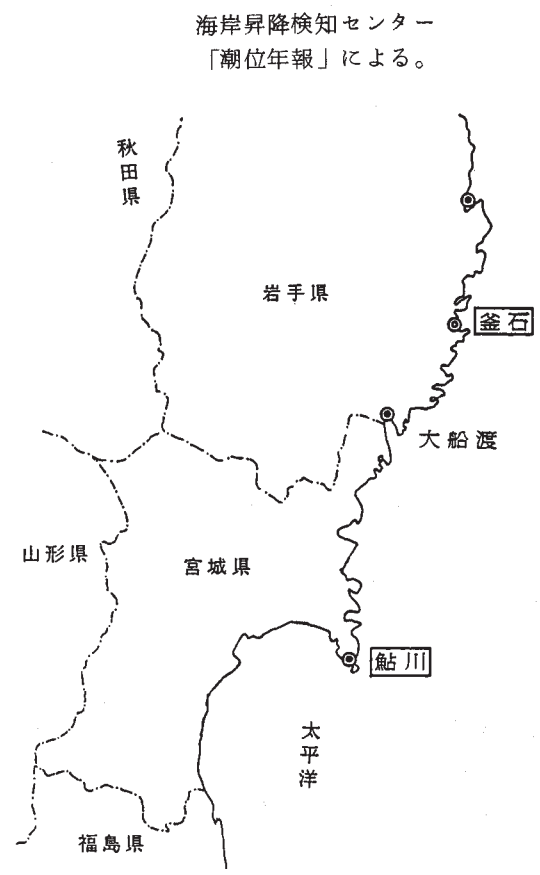 海岸昇降検知センター
「潮位年報」による。
秋田県
岩手県
釜石
大船渡
山形県
宮城県
鮎川
太平洋
福島県